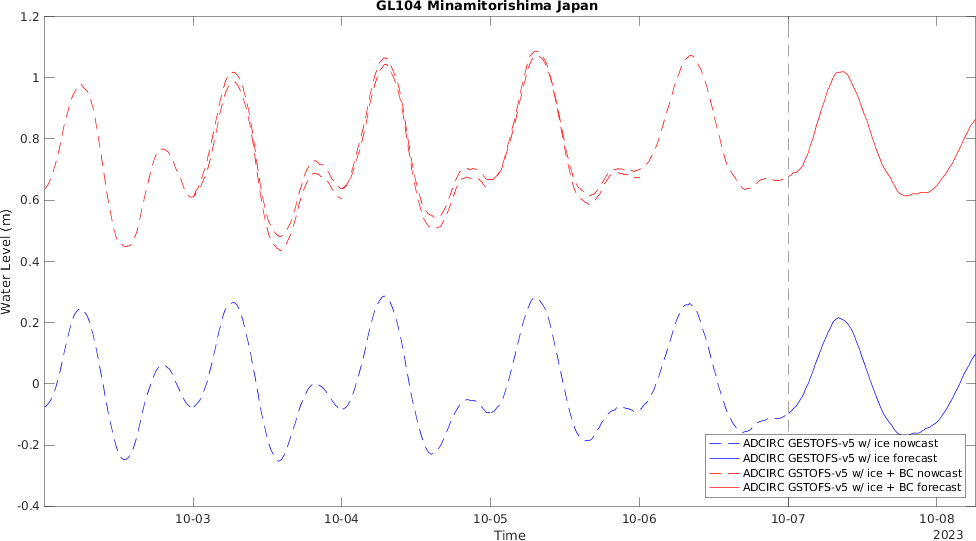 GL104 Minamitorishima Japan
1.2
1
0.8
0.6
0.4
0.2
0
-0.2
-0.4
Water Level (m)
ADCIRC GESTOFS-v5 w/ ice nowcast
ADCIRC GESTOFS-v5 w/ ice forecast
ADCIRC GSTOFS-v5 w/ ice + BC nowcast
ADCIRC GSTOFS-v5 w/ ice + BC forecast
10-03 10-04 10-05 10-06 10-07 10-08
Time
2023